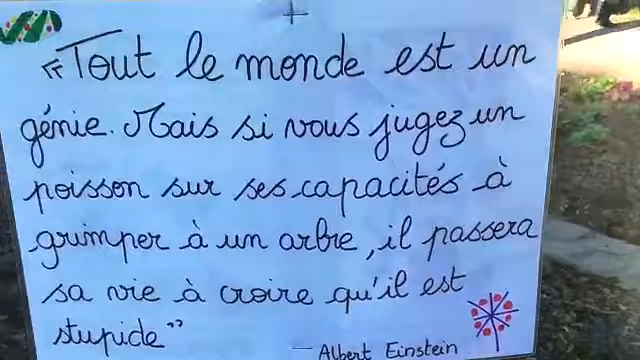 «Tout le monde est un
génie. Mais si vous jugez un
poisson sur ses capacités à
grimper à un arbre, il passera
sa vie à croire qu'il est
stupide”
— Albert Einstein